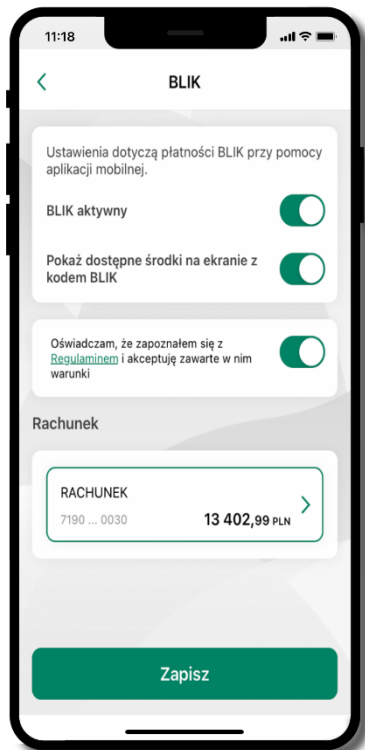 11:18
BLIK
Ustawienia dotyczą płatności BLIK przy pomocy
aplikacji mobilnej.
BLIK aktywny
Pokaż dostępne środki na ekranie z
kodem BLIK
Oświadczam, że zapoznałem się z
Regulaminem i akceptuję zawarte w nim
warunki
Rachunek
RACHUNEK
7190 ... 0030 13 402,99 PLN
Zapisz